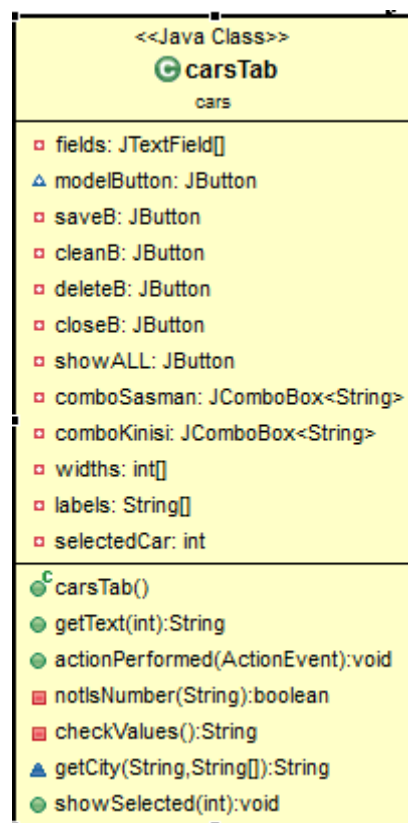 <<Java Class>>
C carsTab
cars
fields: JTextField[]
modelButton: JButton
saveB: JButton
cleanB: JButton
deleteB: JButton
closeB: JButton
showALL: JButton
comboSasman: JComboBox<String>
comboKinisi: JComboBox<String>
widths: int[]
labels: String[]
selectedCar: int
C carsTab()
getText(int):String
actionPerformed(ActionEvent):void
notIsNumber(String):boolean
checkValues():String
getCity(String,String[]):String
showSelected(int):void